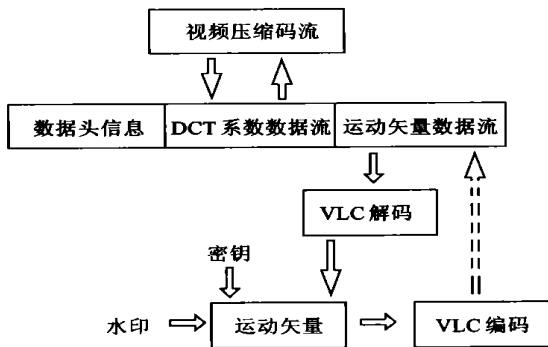 视频压缩码流
数据头信息
DCT 系数数据流
运动矢量数据流
VLC 解码
密钥
水印
运动矢量
VLC 编码